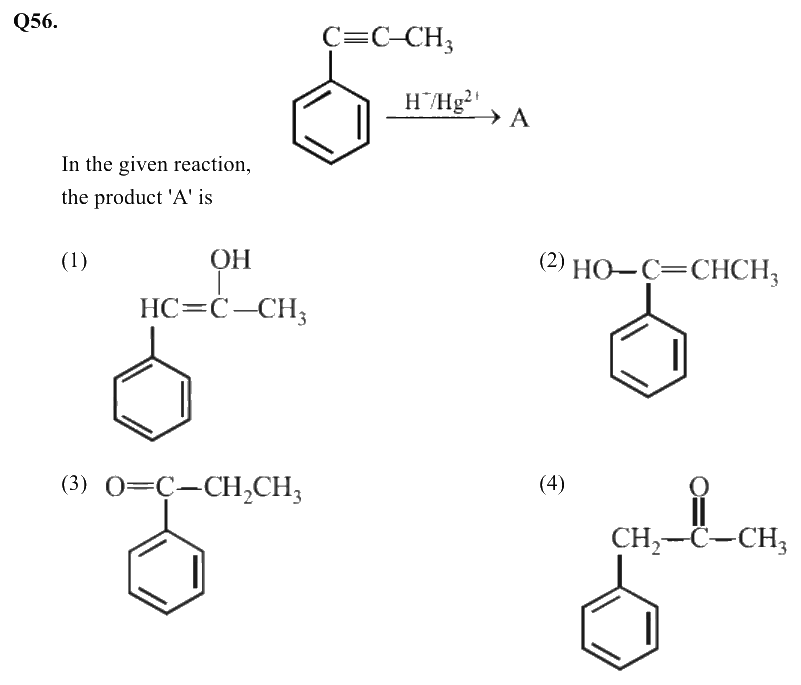 Q56.
C≡C–CH₃
H⁺/Hg²⁺
A
In the given reaction,
the product 'A' is
(1)
OH
HC=C–CH₃
(2) HO–C=CHCH₃
(3) O=C–CH₂CH₃
(4)
O
CH₂–C–CH₃